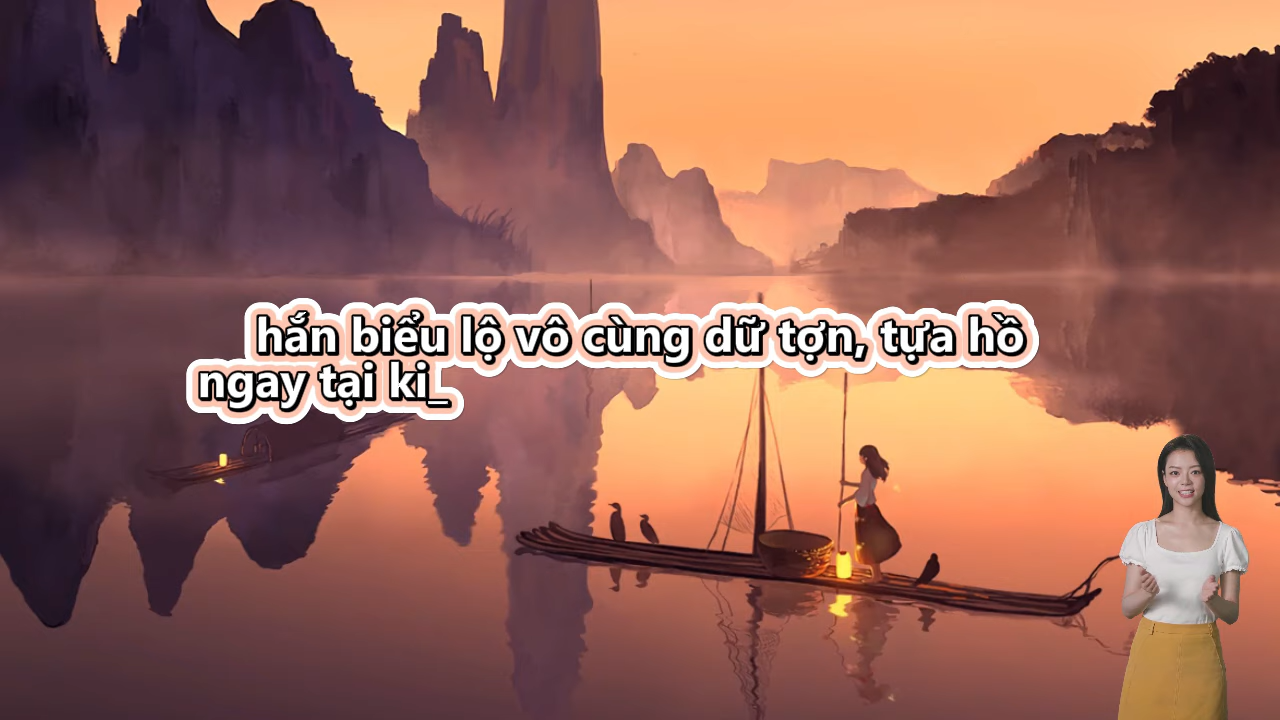 hắn biểu lộ vô cùng dữ tợn, tựa hồ
ngay tại ki_